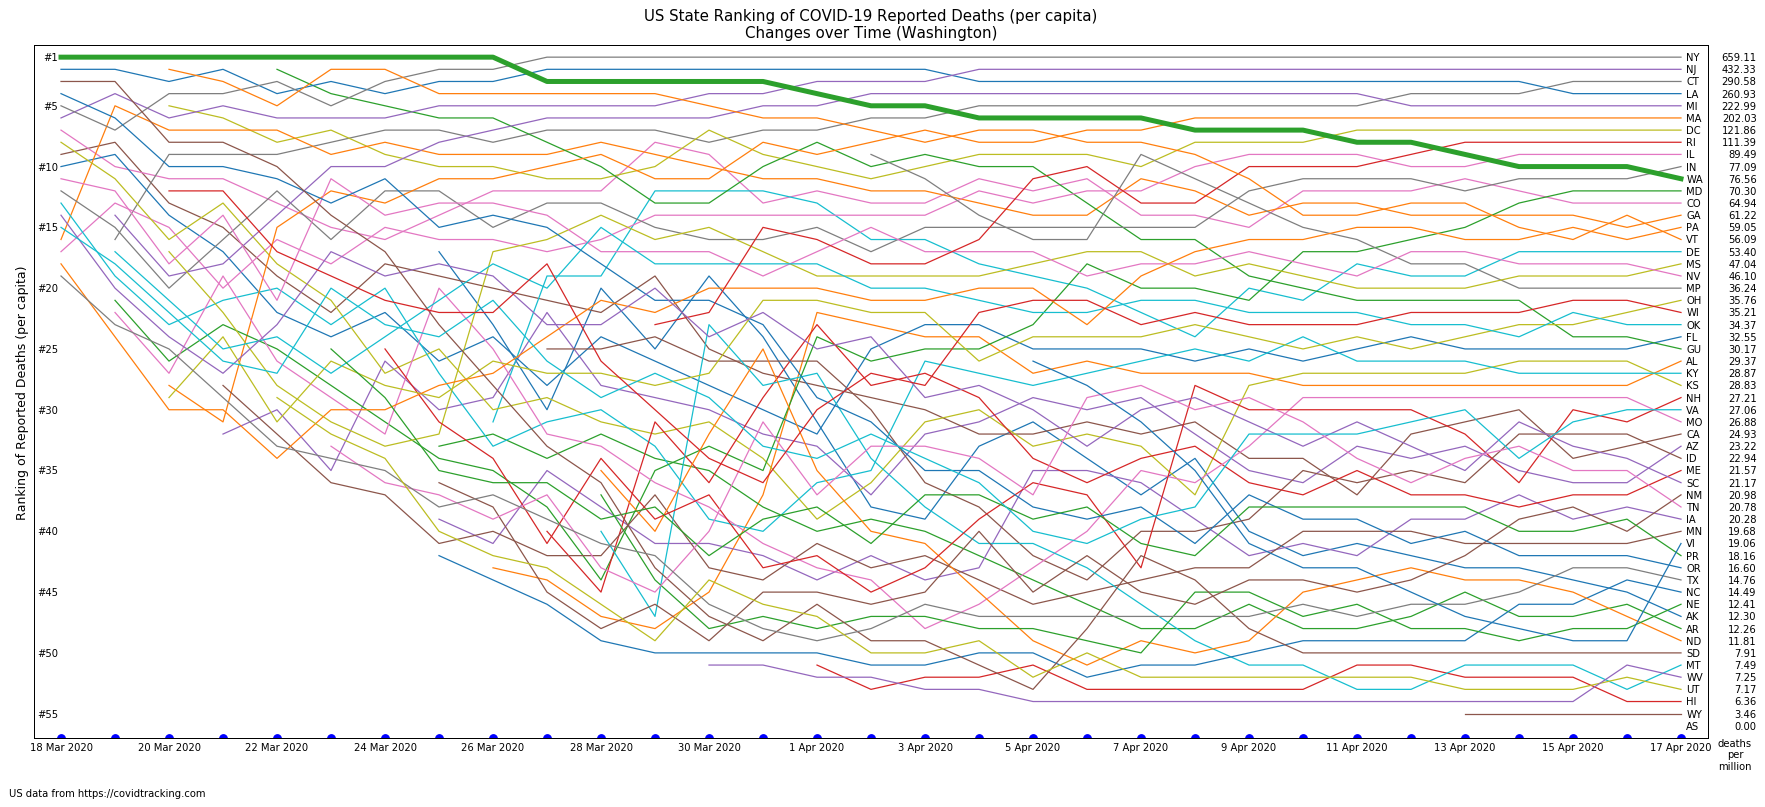 US State Ranking of COVID-19 Reported Deaths (per capita)
Changes over Time (Washington)
Ranking of Reported Deaths (per capita)
#1
#5
#10
#15
#20
#25
#30
#35
#40
#45
#50
#55
NY 659.11
NJ 432.33
CT 290.58
LA 260.93
MI 222.99
MA 202.03
DC 121.86
RI 111.39
IL 89.49
IN 77.09
WA 76.56
MD 70.30
CO 64.94
GA 61.22
PA 59.05
VT 56.09
DE 53.40
MS 47.04
NV 46.10
MP 36.24
OH 35.76
WI 35.21
OK 34.37
FL 32.55
GU 30.17
AL 29.37
KY 28.87
KS 28.83
NH 27.21
VA 27.06
MO 26.88
CA 24.93
AZ 23.22
ID 22.94
ME 21.57
SC 21.17
NM 20.98
TN 20.78
IA 20.28
MN 19.68
VI 19.06
PR 18.16
OR 16.60
TX 14.76
NC 14.49
NE 12.41
AK 12.30
AR 12.26
ND 11.81
SD 7.91
MT 7.49
WV 7.25
UT 7.17
HI 6.36
WY 3.46
AS 0.00
18 Mar 2020 20 Mar 2020 22 Mar 2020 24 Mar 2020 26 Mar 2020 28 Mar 2020 30 Mar 2020 1 Apr 2020 3 Apr 2020 5 Apr 2020 7 Apr 2020 9 Apr 2020 11 Apr 2020 13 Apr 2020 15 Apr 2020 17 Apr 2020
deaths
per
million
US data from https://covidtracking.com